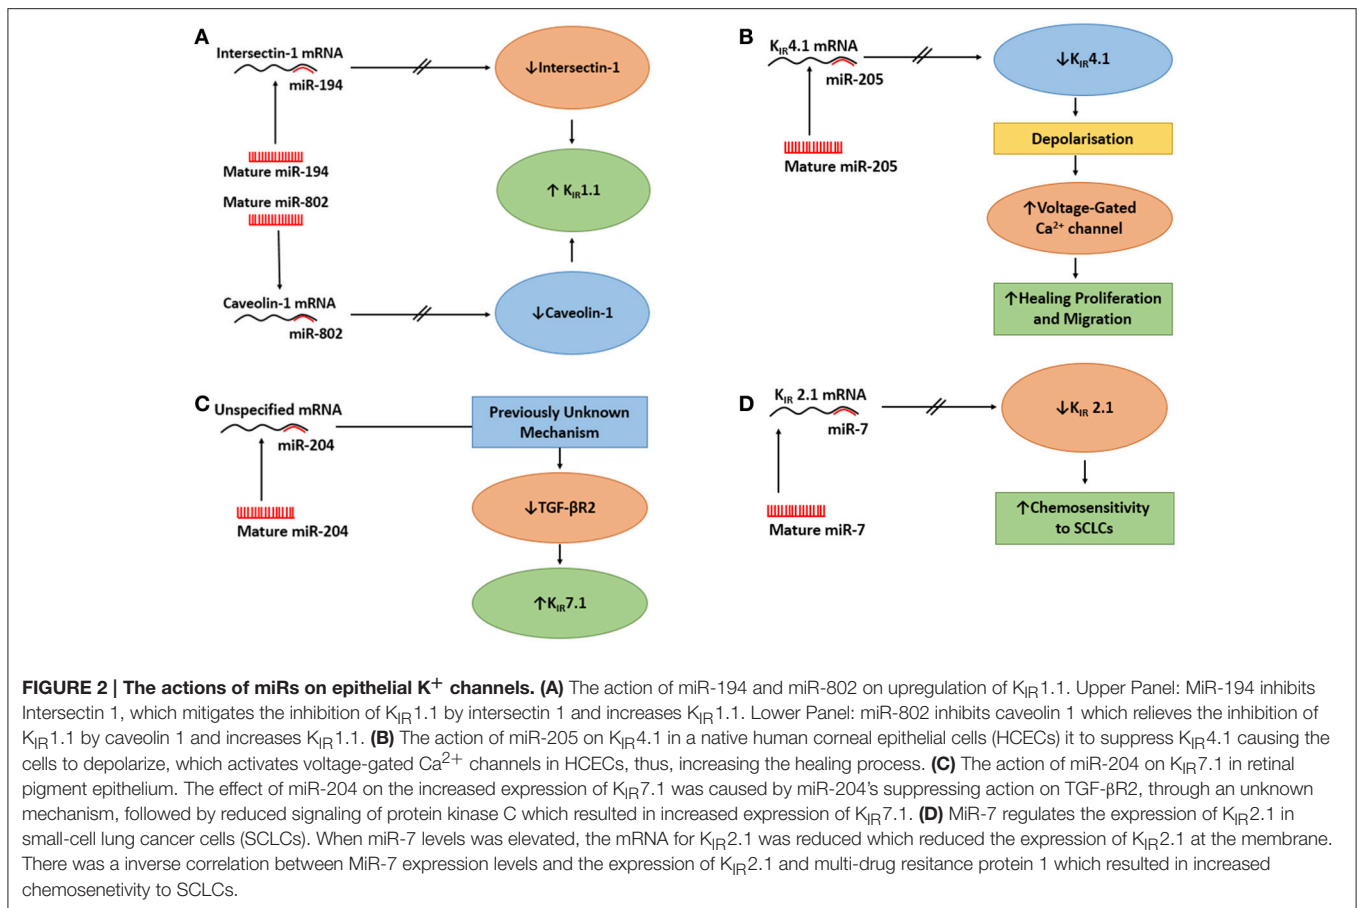 A
Intersectin-1 mRNA
miR-194
↓Intersectin-1
Mature miR-194
↑ KIR1.1
Mature miR-802
Caveolin-1 mRNA
miR-802
↓Caveolin-1
B
KIR4.1 mRNA
miR-205
↓KIR4.1
Mature miR-205
Depolarisation
↑Voltage-Gated
Ca²⁺ channel
↑Healing Proliferation
and Migration
C
Unspecified mRNA
miR-204
Previously Unknown
Mechanism
Mature miR-204
↓TGF-βR2
↑KIR7.1
D
KIR 2.1 mRNA
miR-7
↓KIR 2.1
Mature miR-7
↑Chemosensitivity
to SCLCs
FIGURE 2 | The actions of miRs on epithelial K⁺ channels. (A) The action of miR-194 and miR-802 on upregulation of KIR1.1. Upper Panel: MiR-194 inhibits
Intersectin 1, which mitigates the inhibition of KIR1.1 by intersectin 1 and increases KIR1.1. Lower Panel: miR-802 inhibits caveolin 1 which relieves the inhibition of
KIR1.1 by caveolin 1 and increases KIR1.1. (B) The action of miR-205 on KIR4.1 in a native human corneal epithelial cells (HCECs) it to suppress KIR4.1 causing the
cells to depolarize, which activates voltage-gated Ca²⁺ channels in HCECs, thus, increasing the healing process. (C) The action of miR-204 on KIR7.1 in retinal
pigment epithelium. The effect of miR-204 on the increased expression of KIR7.1 was caused by miR-204's suppressing action on TGF-βR2, through an unknown
mechanism, followed by reduced signaling of protein kinase C which resulted in increased expression of KIR7.1. (D) MiR-7 regulates the expression of KIR2.1 in
small-cell lung cancer cells (SCLCs). When miR-7 levels was elevated, the mRNA for KIR2.1 was reduced which reduced the expression of KIR2.1 at the membrane.
There was a inverse correlation between MiR-7 expression levels and the expression of KIR2.1 and multi-drug resitance protein 1 which resulted in increased
chemosenetivity to SCLCs.